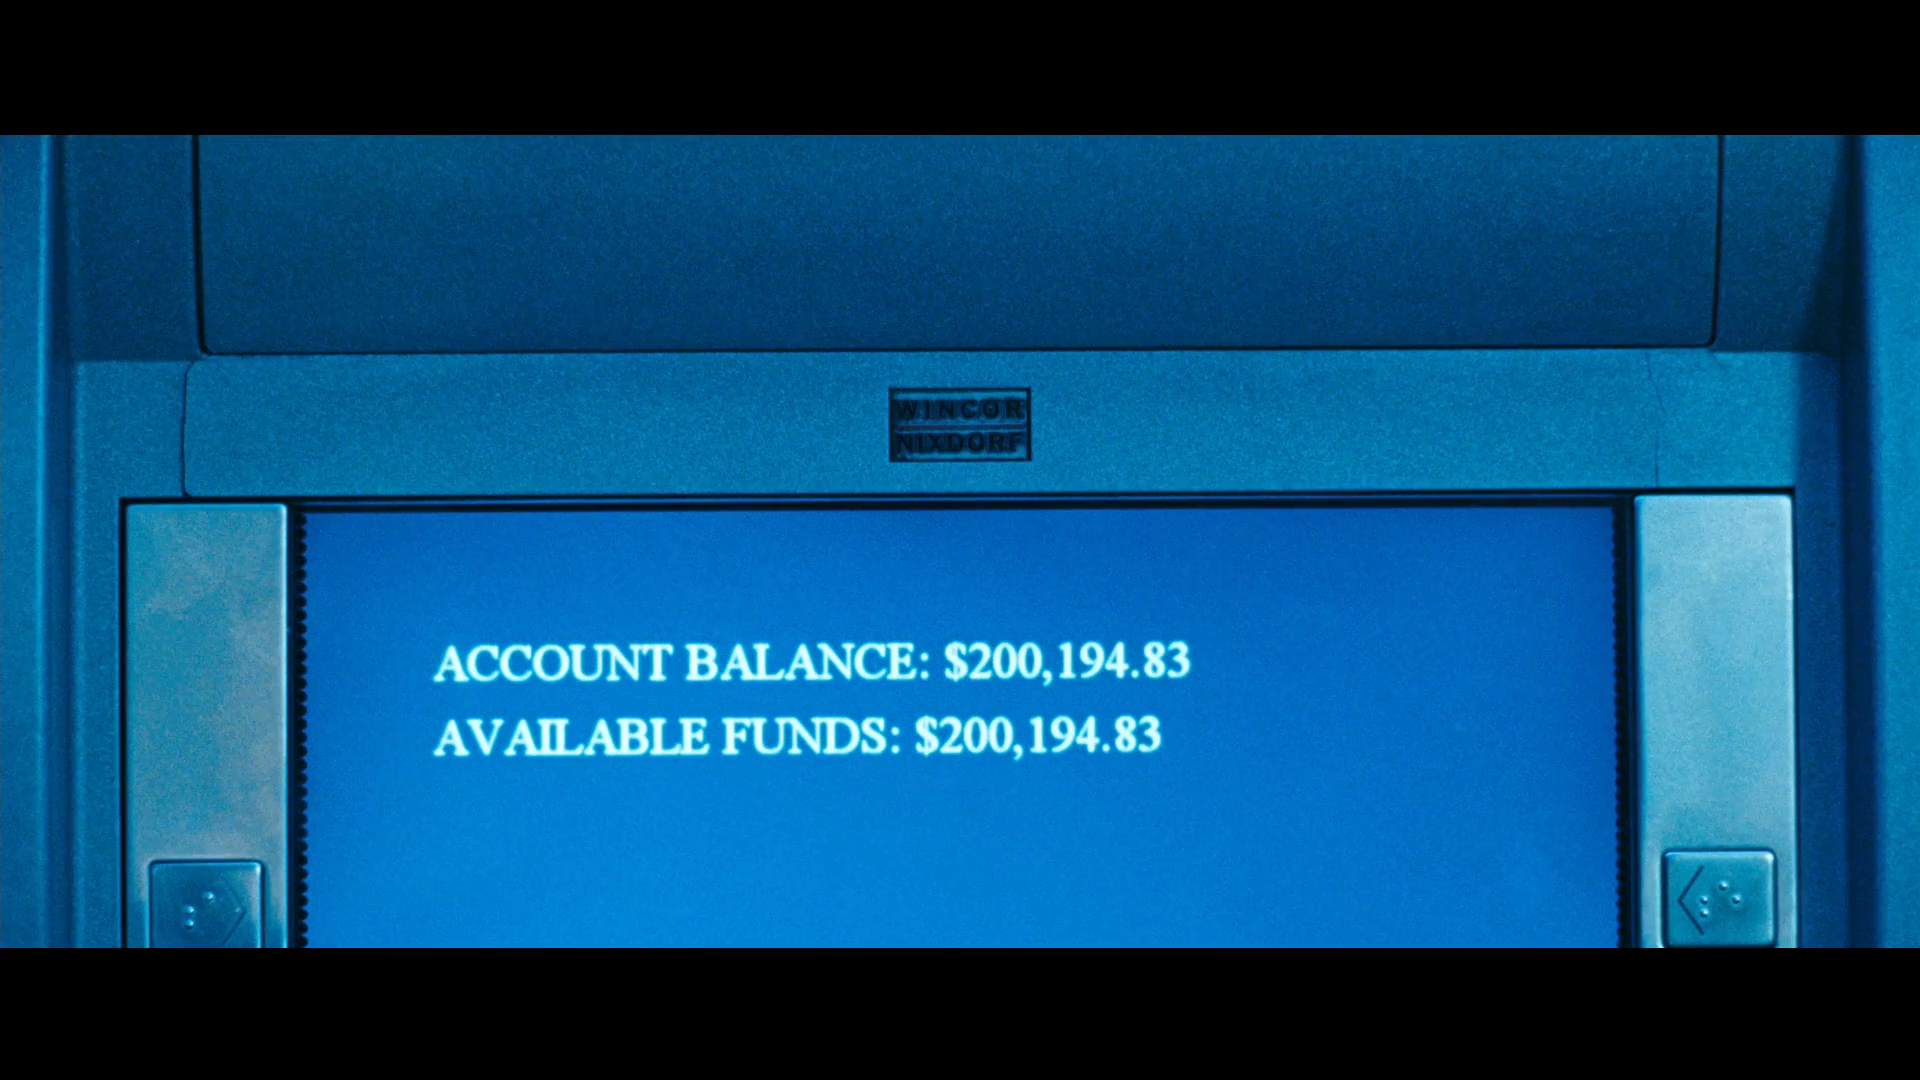 WINCOR
NIXDORF
ACCOUNT BALANCE: $200,194.83
AVAILABLE FUNDS: $200,194.83